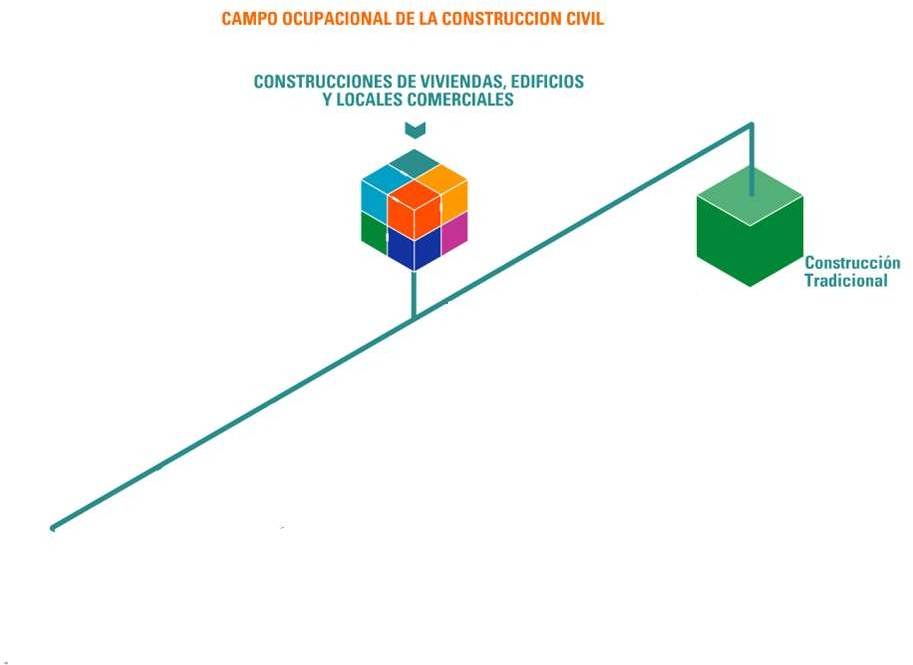 CAMPO OCUPACIONAL DE LA CONSTRUCCION CIVIL
CONSTRUCCIONES DE VIVIENDAS, EDIFICIOS
Y LOCALES COMERCIALES
Construcción
Tradicional